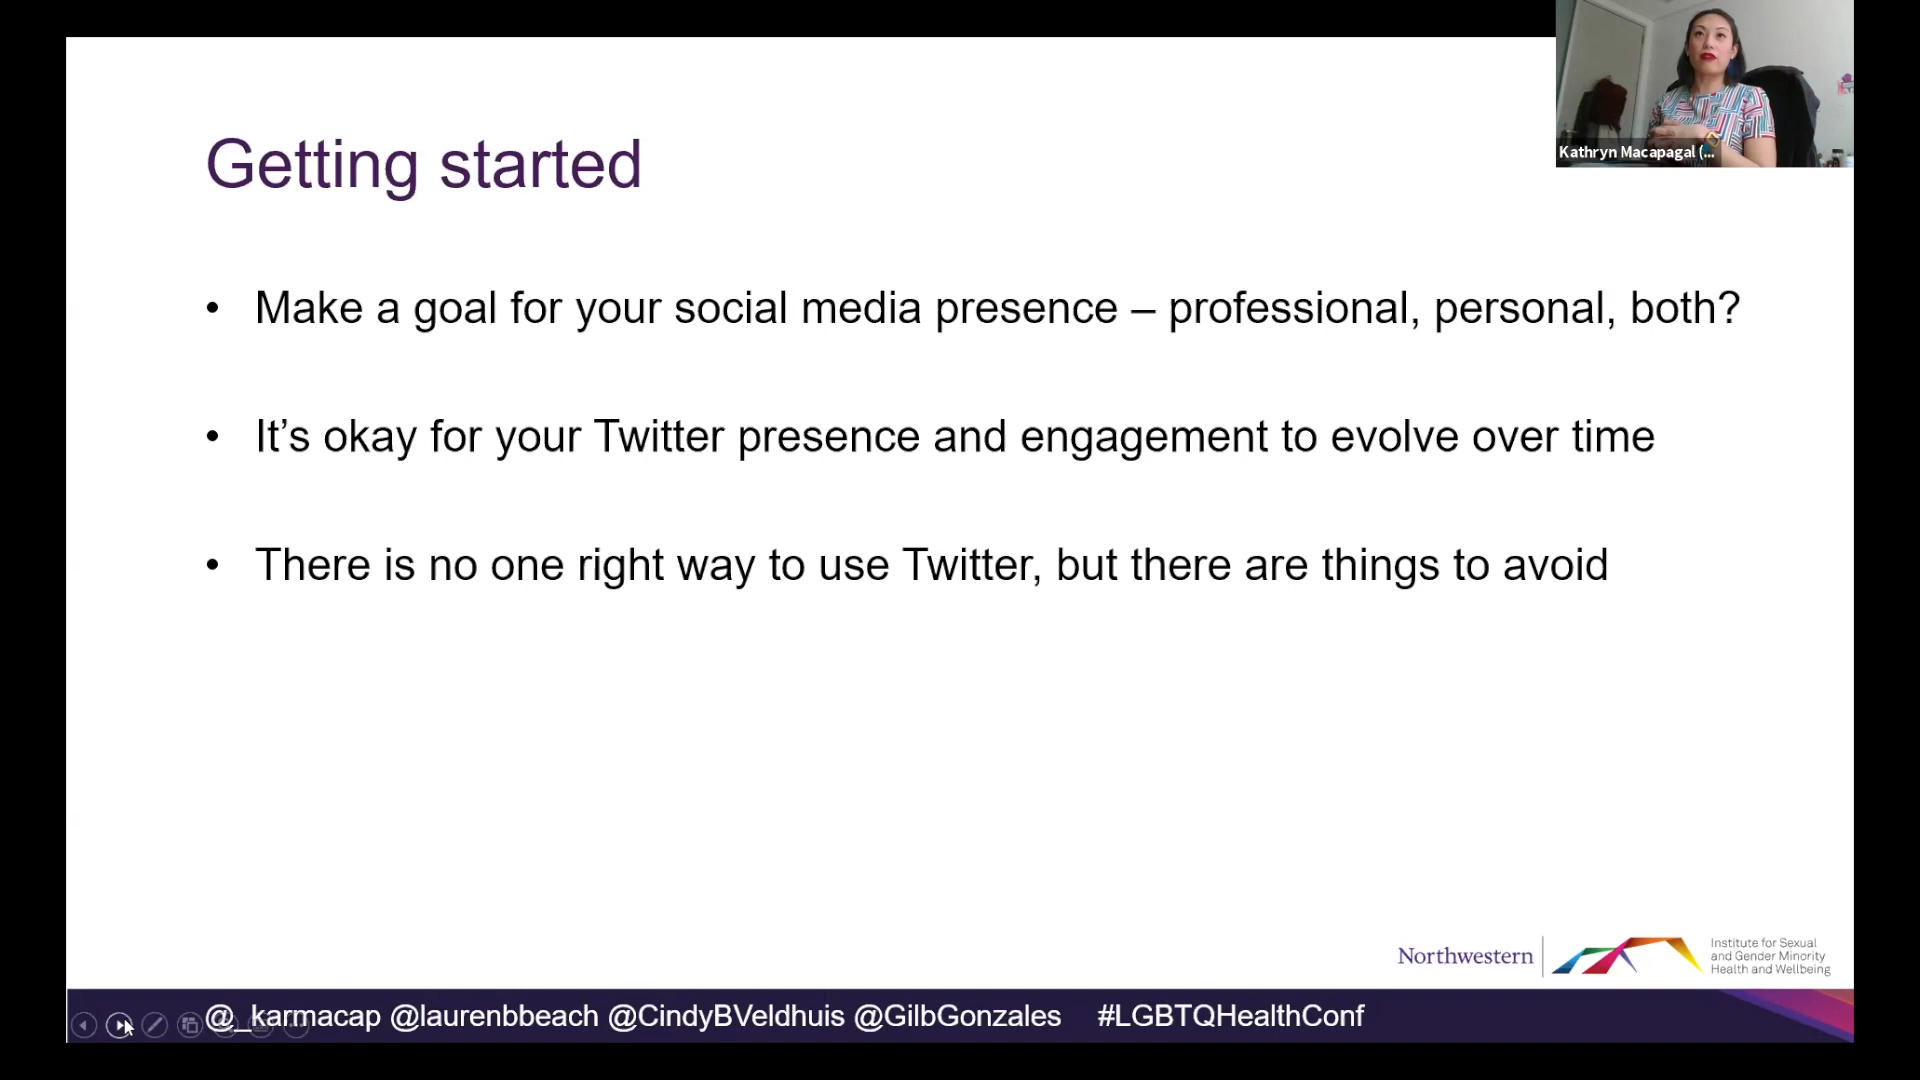 Kathryn Macapagal (...
Getting started
• Make a goal for your social media presence – professional, personal, both?
• It’s okay for your Twitter presence and engagement to evolve over time
• There is no one right way to use Twitter, but there are things to avoid
Northwestern
Institute for Sexual
and Gender Minority
Health and Wellbeing
@_karmacap @laurenbbeach @CindyBVeldhuis @GilbGonzales #LGBTQHealthConf